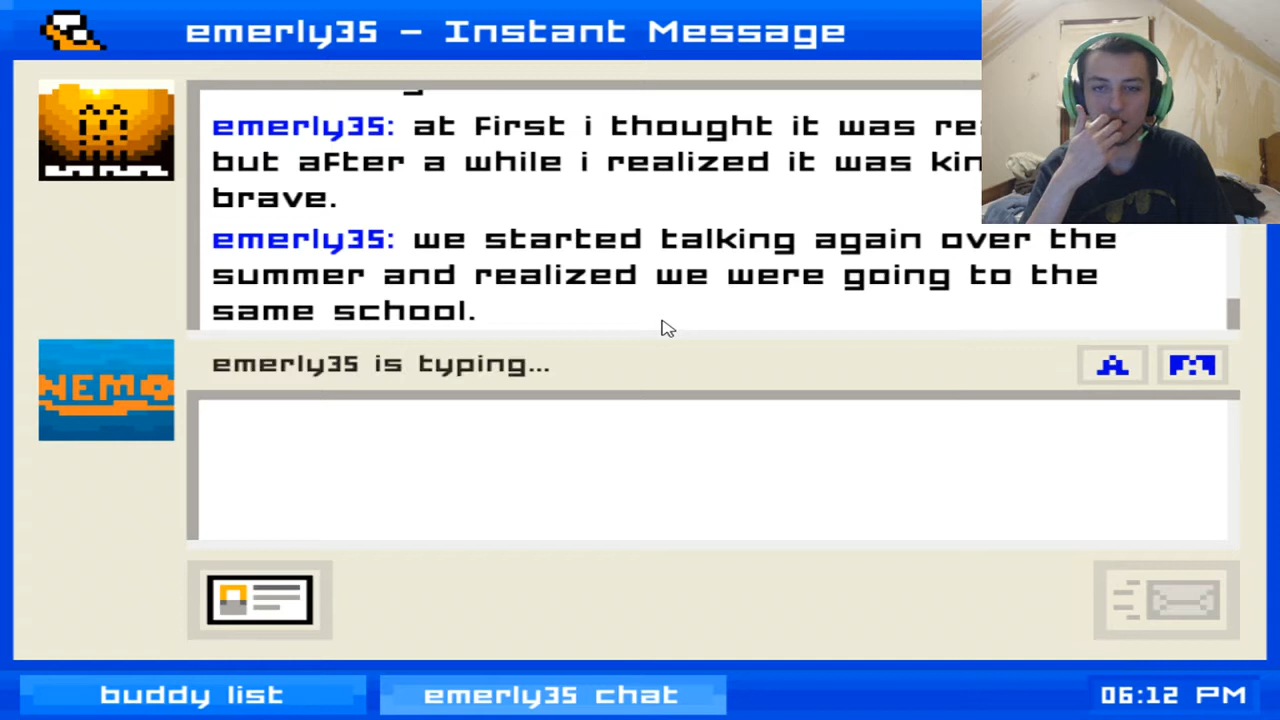 emerly35 - Instant Message
emerly35: at first i thought it was
but after a while i realized it was
brave.
emerly35: we started talking again over the
summer and realized we were going to the
same school.
emerly35 is typing...
NEMO
buddy list
emerly35 chat
06:12 PM